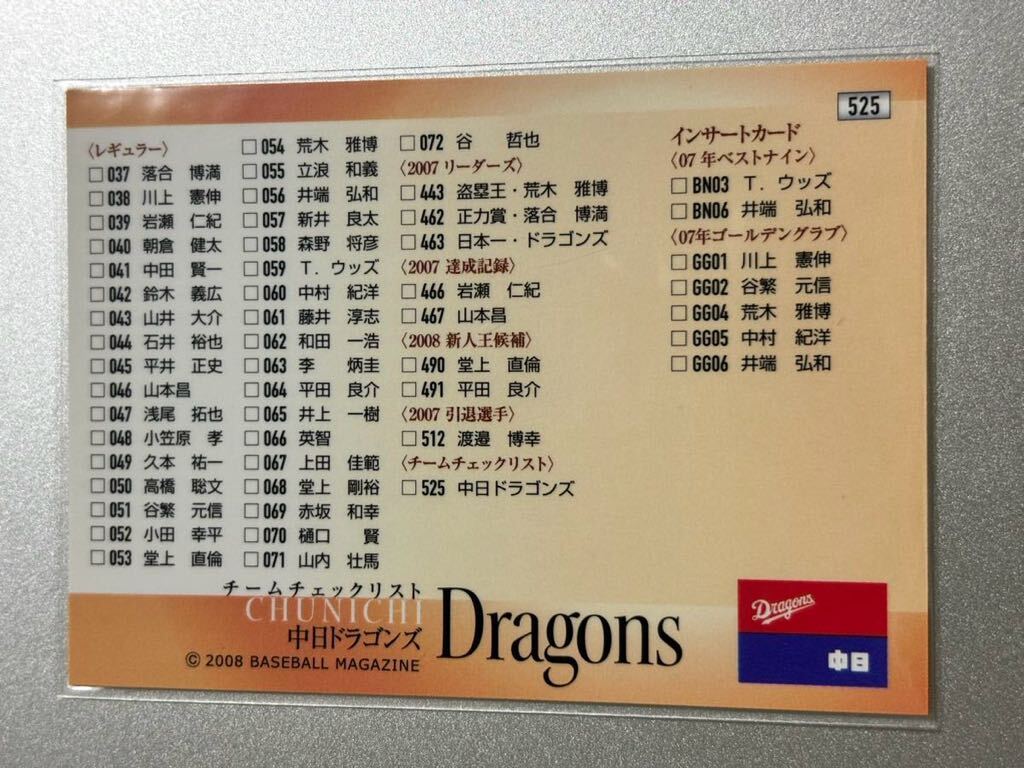 525
〈レギュラー〉
□037 落合 博満
□038 川上 憲伸
□039 岩瀬 仁紀
□040 朝倉 健太
□041 中田 賢一
□042 鈴木 義広
□043 山井 大介
□044 石井 裕也
□045 平井 正史
□046 山本昌
□047 浅尾 拓也
□048 小笠原 孝
□049 久本 祐一
□050 高橋 聡文
□051 谷繁 元信
□052 小田 幸平
□053 堂上 直倫
□054 荒木 雅博
□055 立浪 和義
□056 井端 弘和
□057 新井 良太
□058 森野 将彦
□059 T．ウッズ
□060 中村 紀洋
□061 藤井 淳志
□062 和田 一浩
□063 李 炳圭
□064 平田 良介
□065 井上 一樹
□066 英智
□067 上田 佳範
□068 堂上 剛裕
□069 赤坂 和幸
□070 樋口 賢
□071 山内 壮馬
□072 谷 哲也
〈2007 リーダーズ〉
□443 盗塁王・荒木 雅博
□462 正力賞・落合 博満
□463 日本一・ドラゴンズ
〈2007 達成記録〉
□466 岩瀬 仁紀
□467 山本昌
〈2008 新人王候補〉
□490 堂上 直倫
□491 平田 良介
〈2007 引退選手〉
□512 渡邉 博幸
〈チームチェックリスト〉
□525 中日ドラゴンズ
インサートカード
〈07 年ベストナイン〉
□BN03 T．ウッズ
□BN06 井端 弘和
〈07年ゴールデングラブ〉
□GG01 川上 憲伸
□GG02 谷繁 元信
□GG04 荒木 雅博
□GG05 中村 紀洋
□GG06 井端 弘和
チームチェックリスト
CHUNICHI
中日ドラゴンズ
Dragons
© 2008 BASEBALL MAGAZINE
Dragons
中日